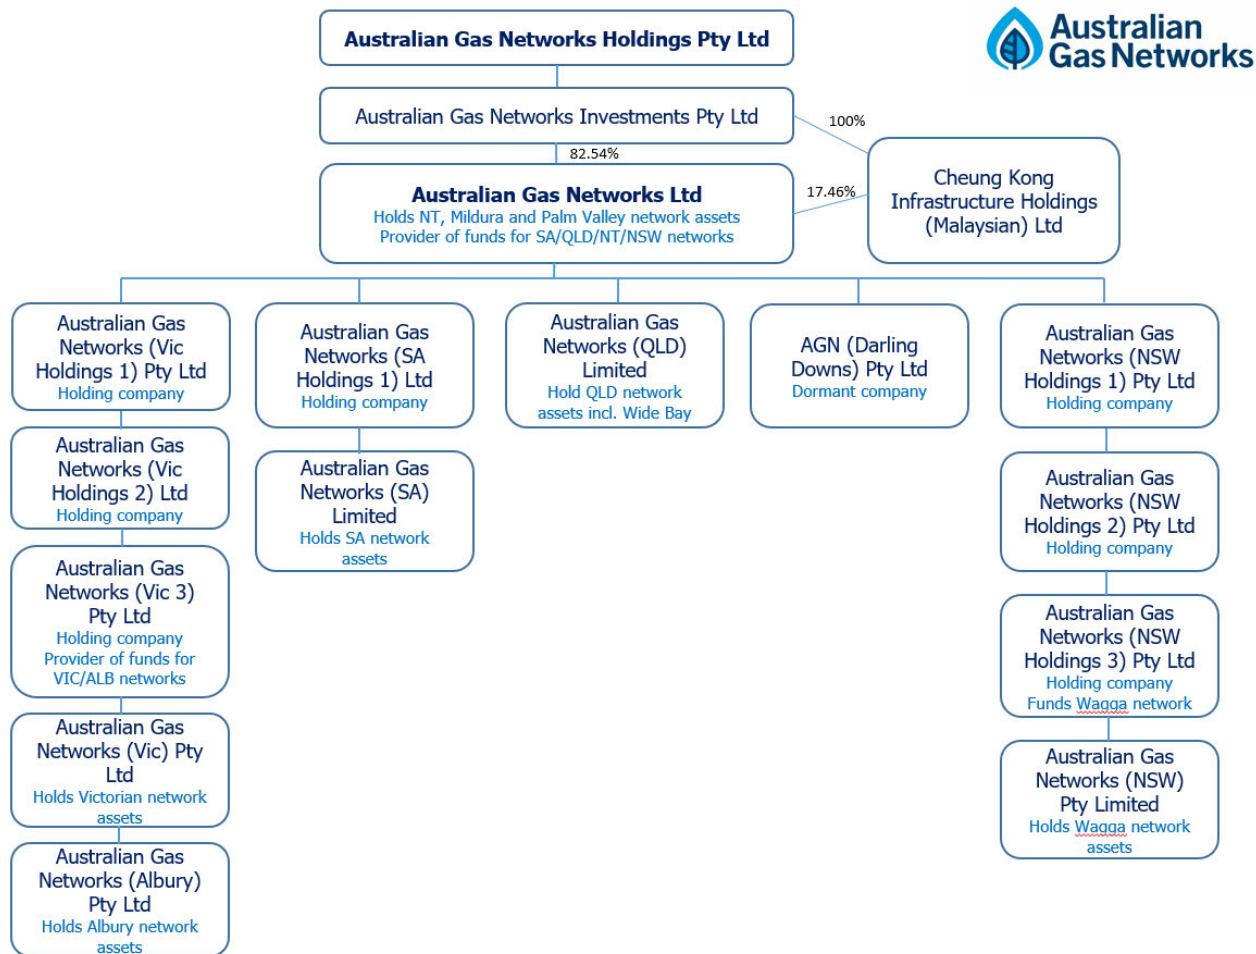 Australian Gas Networks Holdings Pty Ltd
Australian
Gas Networks
Australian Gas Networks Investments Pty Ltd
100%
82.54%
Australian Gas Networks Ltd
Holds NT, Mildura and Palm Valley network assets
Provider of funds for SA/QLD/NT/NSW networks
17.46%
Cheung Kong
Infrastructure Holdings
(Malaysian) Ltd
Australian Gas
Networks (Vic
Holdings 1) Pty Ltd
Holding company
Australian Gas
Networks (SA
Holdings 1) Ltd
Holding company
Australian Gas
Networks (QLD)
Limited
Hold QLD network
assets incl. Wide Bay
AGN (Darling
Downs) Pty Ltd
Dormant company
Australian Gas
Networks (NSW
Holdings 1) Pty Ltd
Holding company
Australian Gas
Networks (Vic
Holdings 2) Ltd
Holding company
Australian Gas
Networks (SA)
Limited
Holds SA network
assets
Australian Gas
Networks (NSW
Holdings 2) Pty Ltd
Holding company
Australian Gas
Networks (Vic 3)
Pty Ltd
Holding company
Provider of funds for
VIC/ALB networks
Australian Gas
Networks (NSW
Holdings 3) Pty Ltd
Holding company
Funds Wagga network
Australian Gas
Networks (Vic) Pty
Ltd
Holds Victorian network
assets
Australian Gas
Networks (NSW)
Pty Limited
Holds Wagga network
assets
Australian Gas
Networks (Albury)
Pty Ltd
Holds Albury network
assets